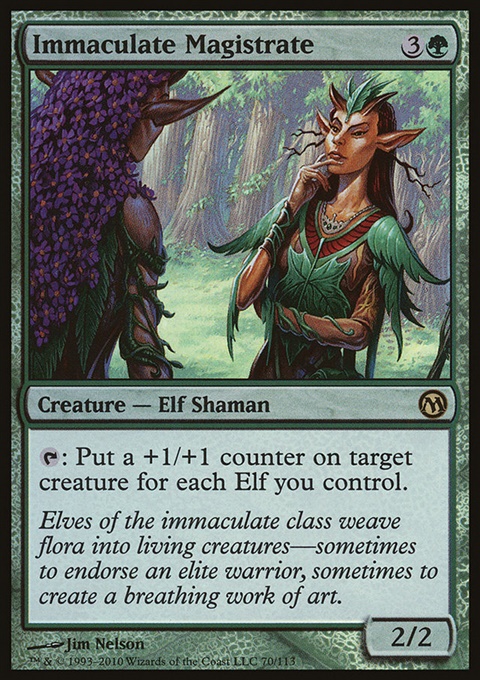 Immaculate Magistrate 3
Creature — Elf Shaman
: Put a +1/+1 counter on target
creature for each Elf you control.
Elves of the immaculate class weave
flora into living creatures—sometimes
to endorse an elite warrior, sometimes to
create a breathing work of art.
2/2
Jim Nelson
™ & © 1993–2010 Wizards of the Coast LLC 70/113